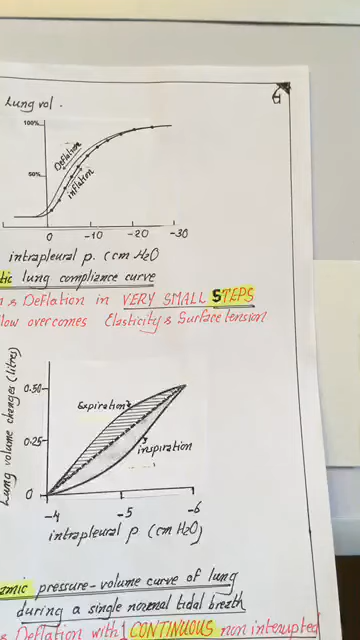 Lung vol.
100%
Deflation
50%
inflation
0 -10 -20 -30
intrapleural p. (cm H2O)
tic lung compliance curve
Deflation in VERY SMALL STEPS
low overcomes Elasticity & Surface tension
Lung volume changes (litres)
0.50
Expiration
0.25
inspiration
0
-4 -5 -6
intrapleural p (cm H2O)
amic pressure-volume curve of lung
during a single normal tidal breath
Deflation with CONTINUOUS non interrupted